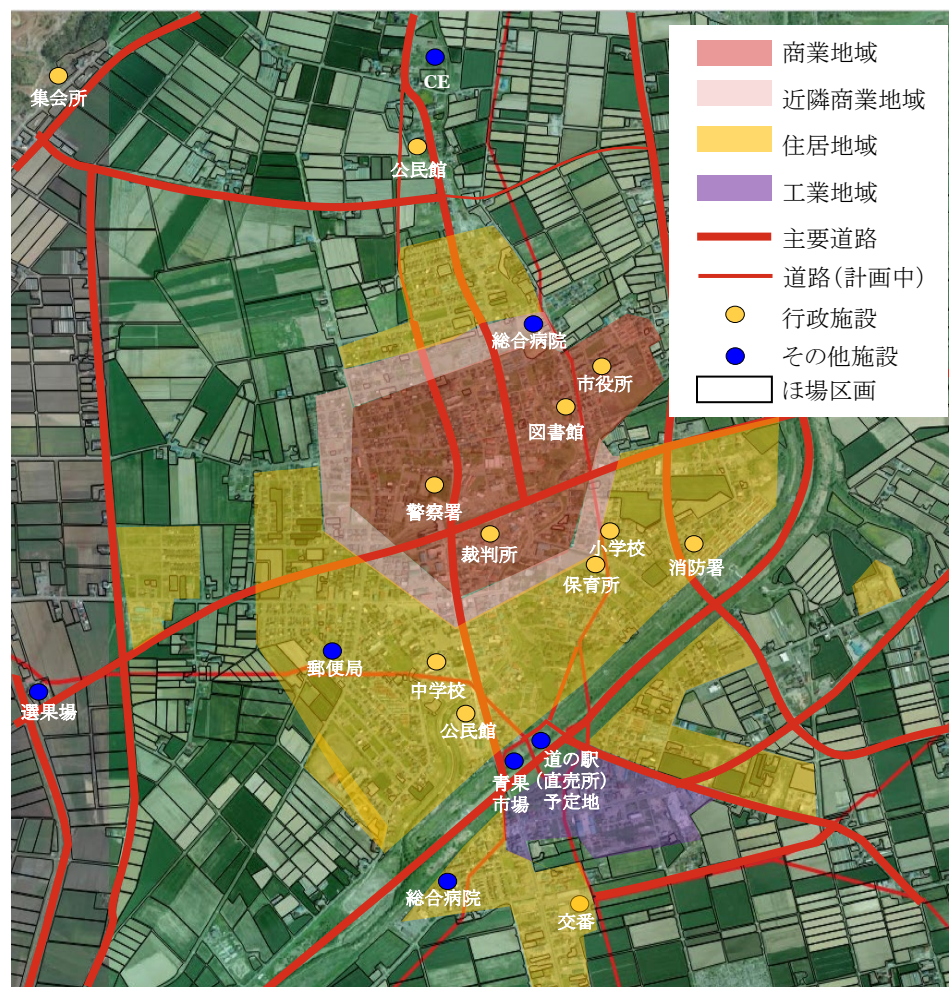 商業地域
近隣商業地域
住居地域
工業地域
主要道路
道路(計画中)
行政施設
その他施設
ほ場区画
集会所
CE
公民館
総合病院
市役所
図書館
警察署
裁判所
小学校
保育所
消防署
郵便局
中学校
選果場
公民館
道の駅
(直売所)
予定地
青果
市場
総合病院
交番